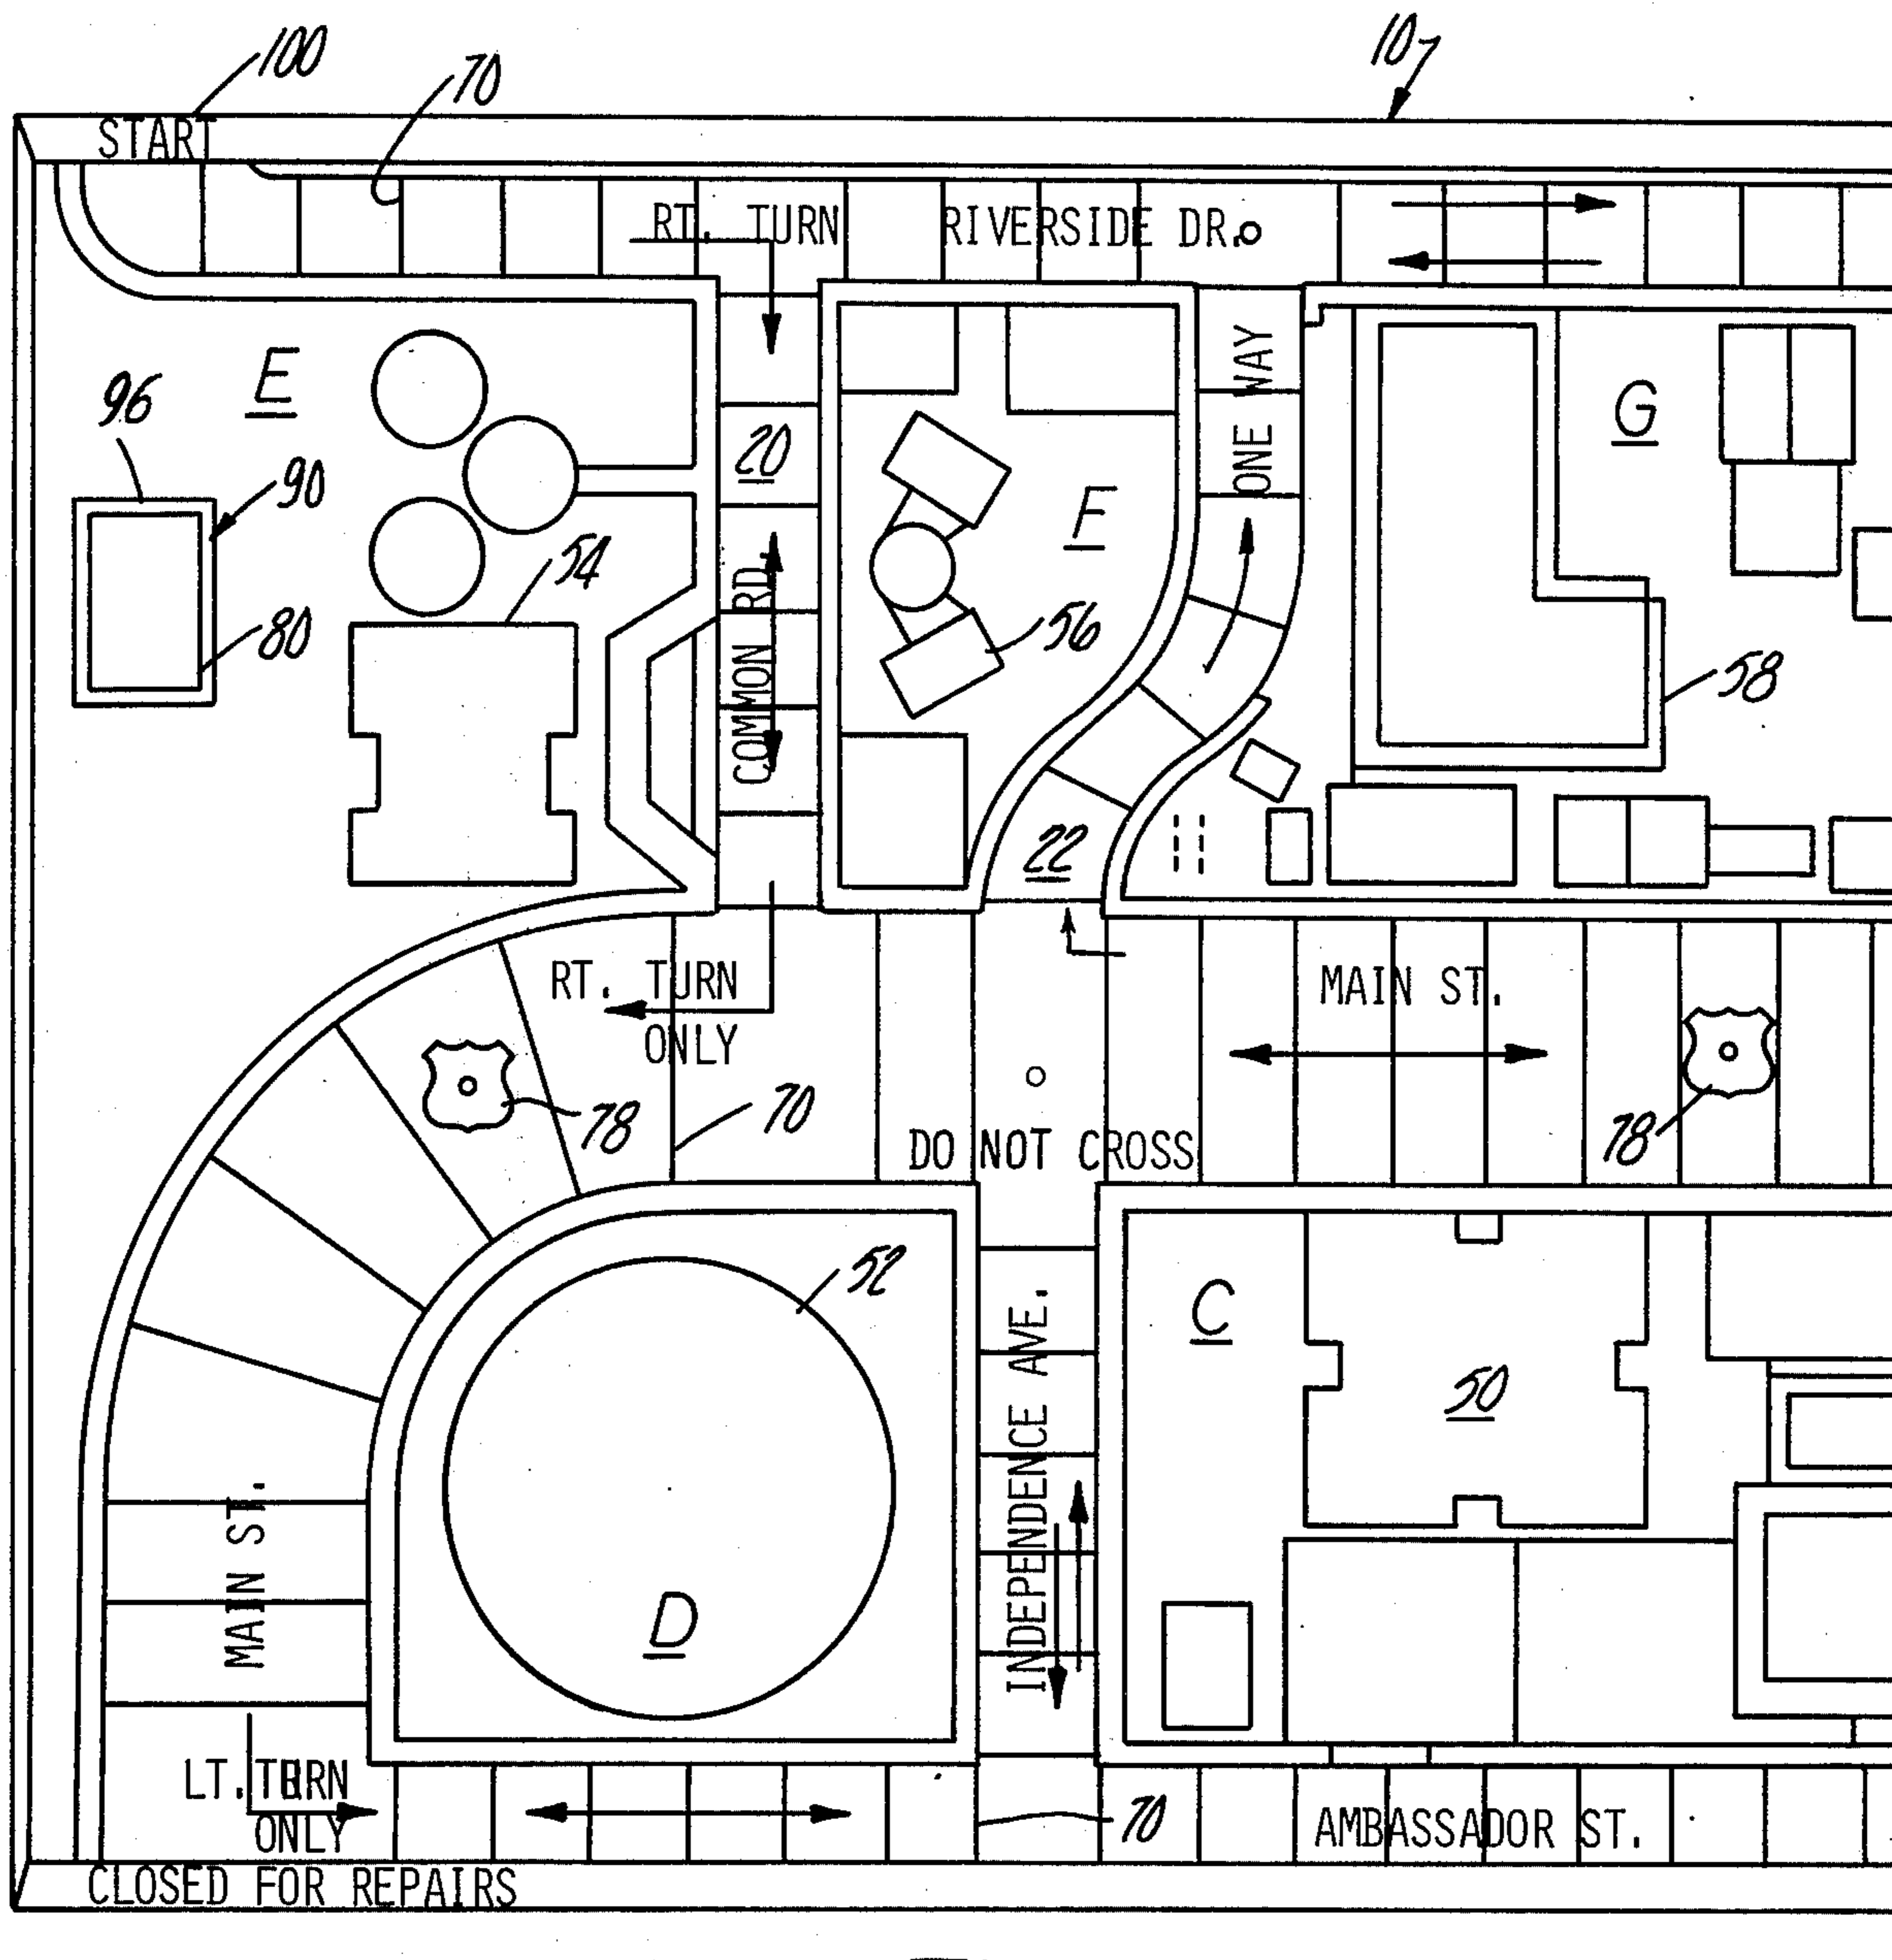 100
70
10
START
RT. TURN
RIVERSIDE DR.
E
96
90
80
54
20
COMMON RD.
F
56
ONE WAY
G
58
22
RT. TURN
ONLY
MAIN ST.
78
70
DO NOT CROSS
78
52
D
INDEPENDENCE AVE.
C
50
MAIN ST.
LT. TURN
ONLY
70
AMBASSADOR ST.
CLOSED FOR REPAIRS